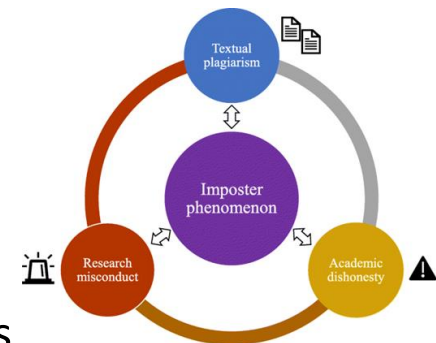 Textual
plagiarism
Imposter
phenomenon
Research
misconduct
Academic
dishonesty
s